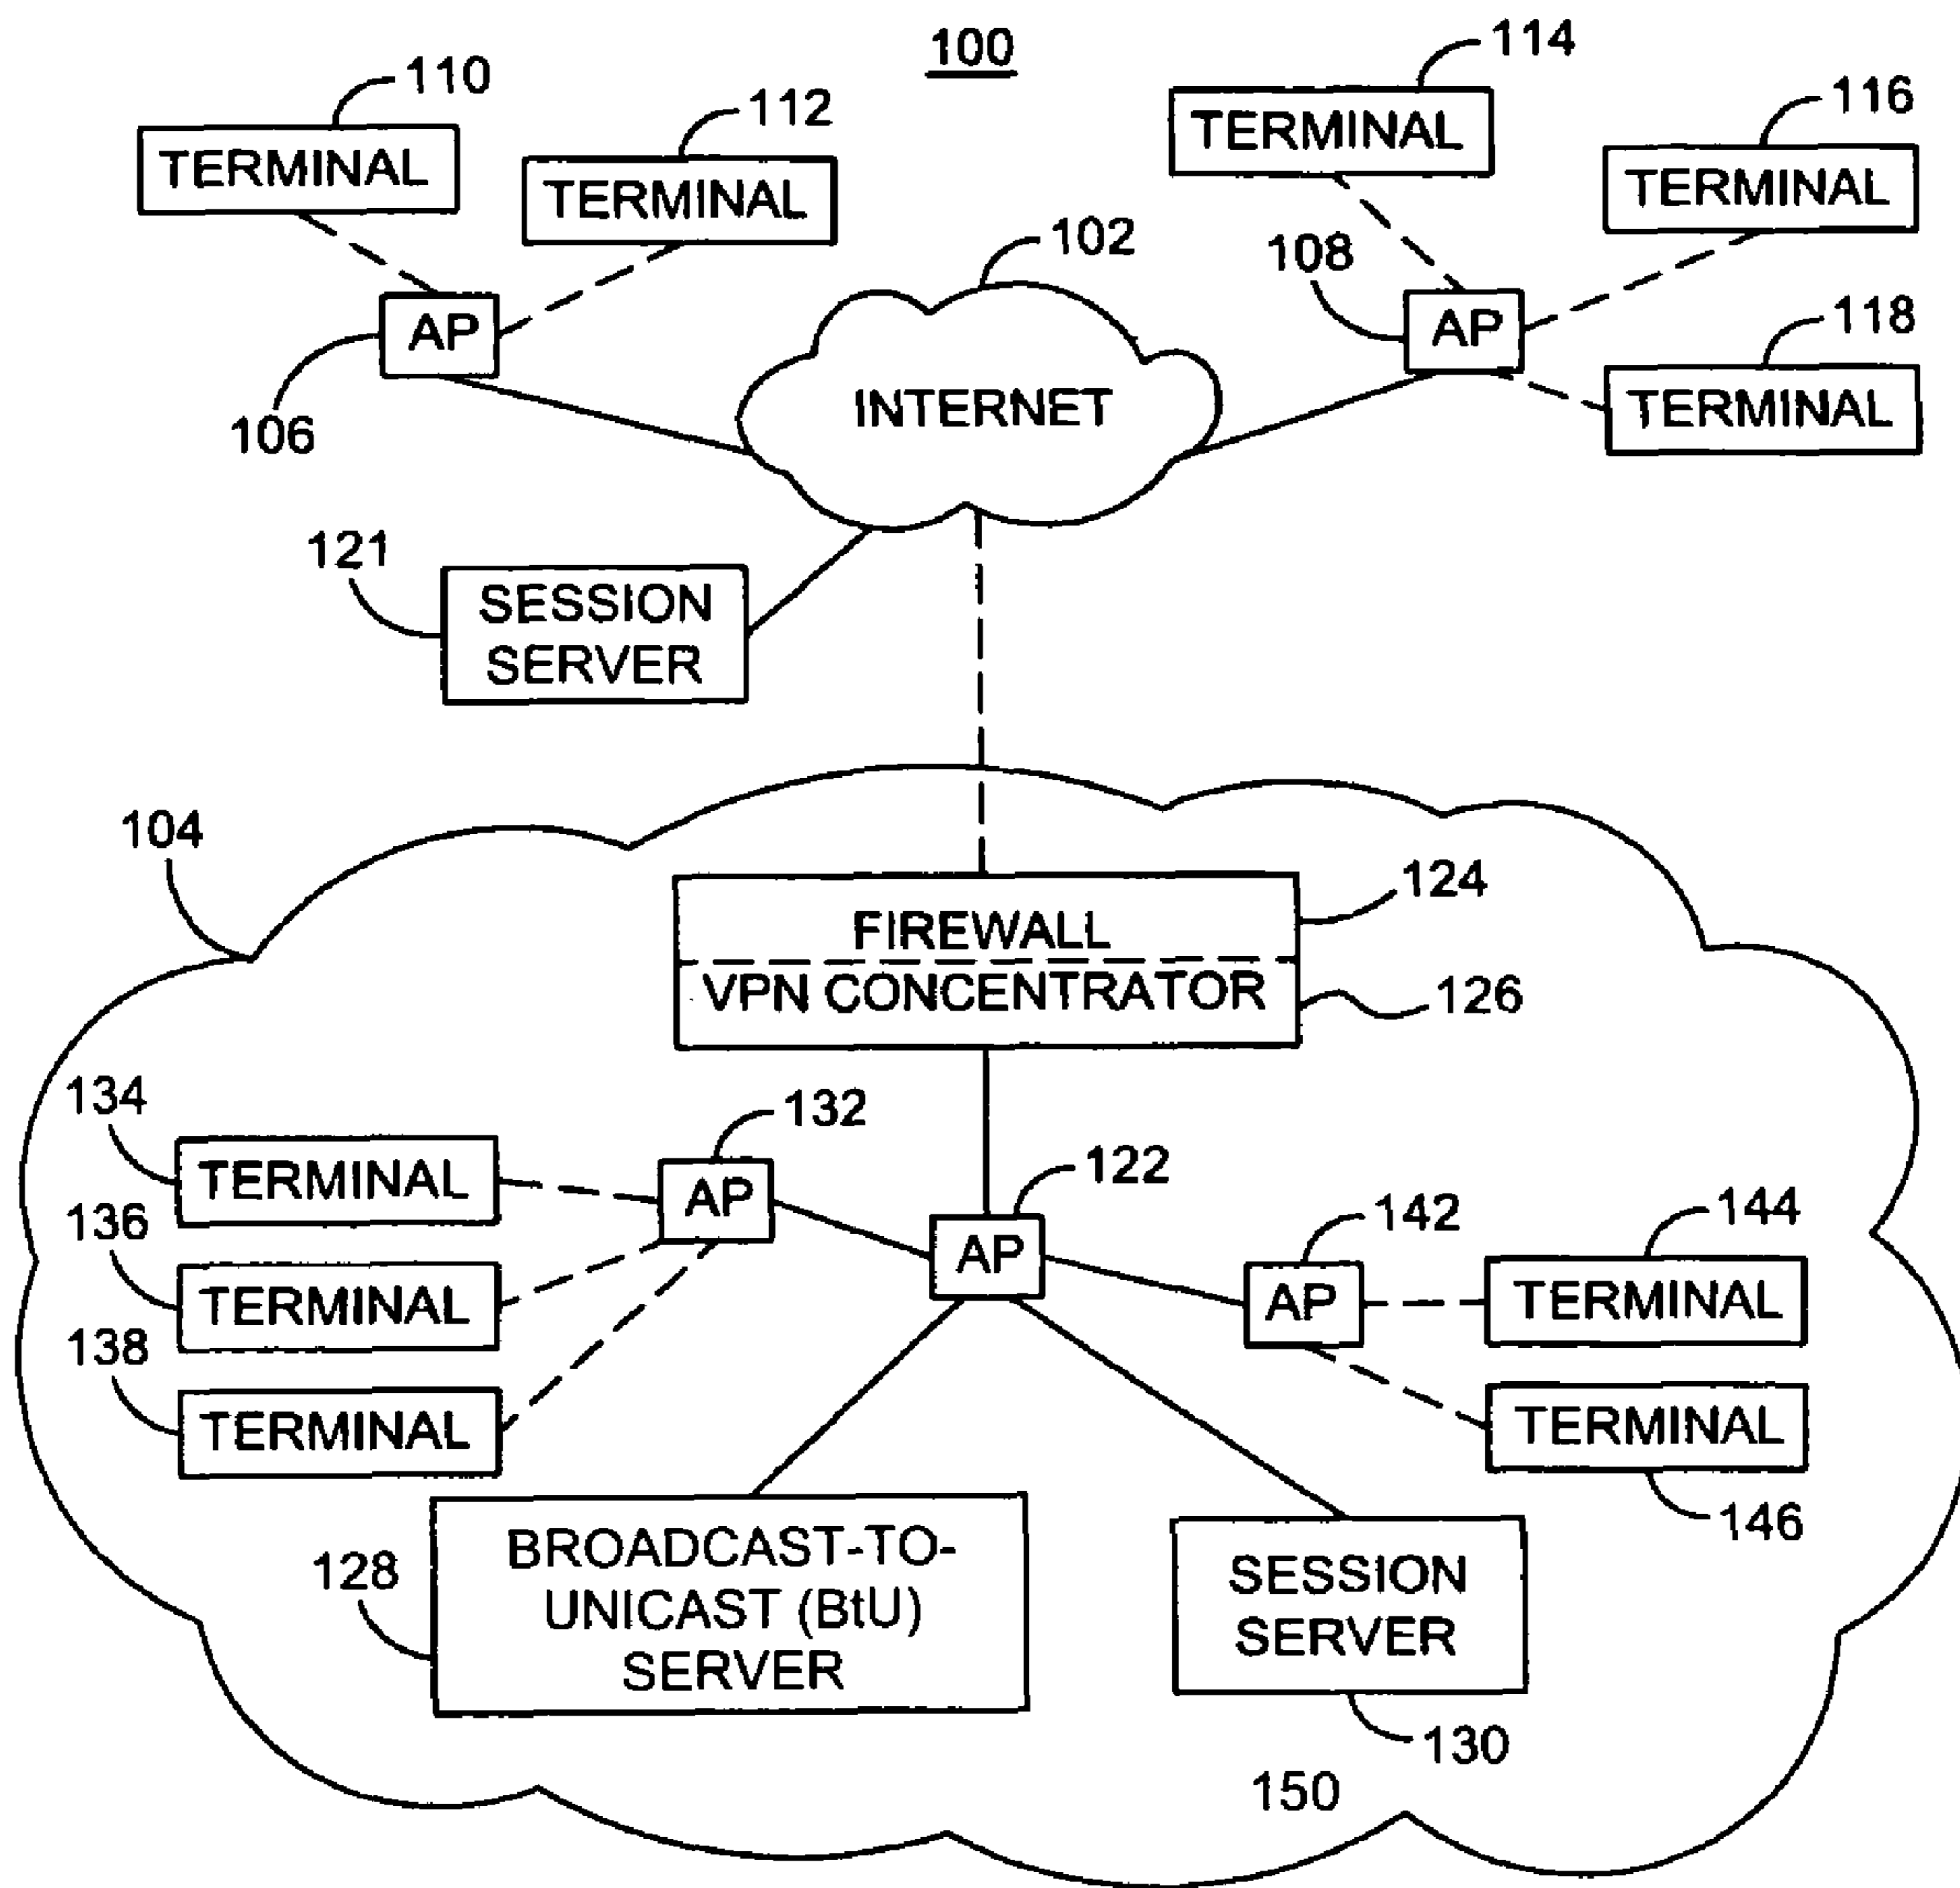 100
110
TERMINAL
112
TERMINAL
114
TERMINAL
116
TERMINAL
118
TERMINAL
106
AP
108
AP
102
INTERNET
121
SESSION
SERVER
104
FIREWALL
124
VPN CONCENTRATOR
126
134
TERMINAL
136
TERMINAL
138
TERMINAL
132
AP
122
AP
142
AP
144
TERMINAL
TERMINAL
146
128
BROADCAST-TO-
UNICAST (BtU)
SERVER
SESSION
SERVER
130
150